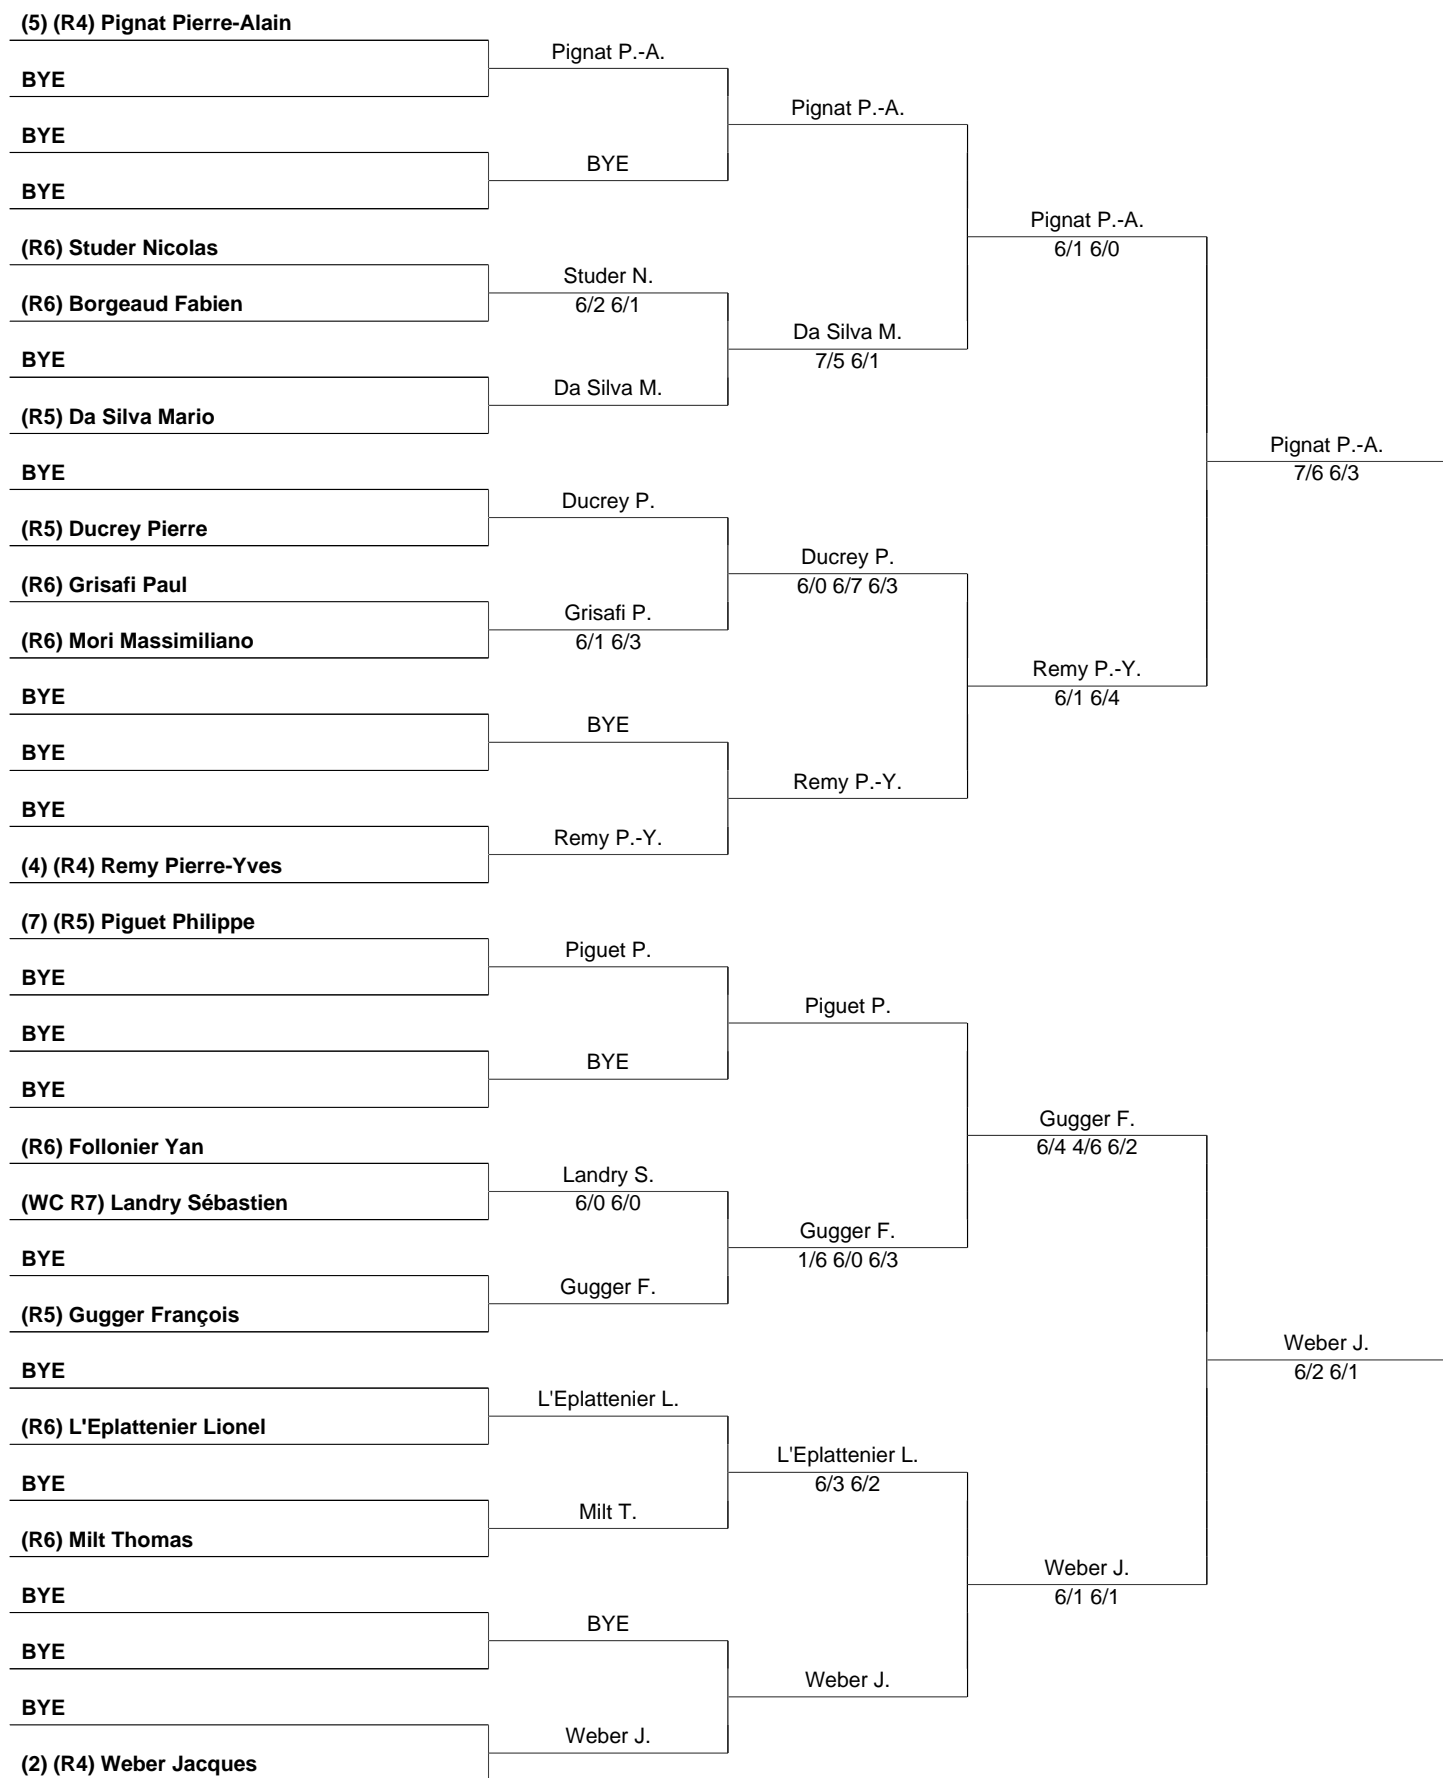 (5) (R4) Pignat Pierre-Alain
Pignat P.-A.
BYE
Pignat P.-A.
BYE
BYE
BYE
Pignat P.-A.
6/1 6/0
(R6) Studer Nicolas
Studer N.
6/2 6/1
(R6) Borgeaud Fabien
Da Silva M.
7/5 6/1
BYE
Da Silva M.
(R5) Da Silva Mario
Pignat P.-A.
7/6 6/3
BYE
Ducrey P.
(R5) Ducrey Pierre
Ducrey P.
6/0 6/7 6/3
(R6) Grisafi Paul
Grisafi P.
6/1 6/3
(R6) Mori Massimiliano
Remy P.-Y.
6/1 6/4
BYE
BYE
BYE
Remy P.-Y.
BYE
Remy P.-Y.
(4) (R4) Remy Pierre-Yves
(7) (R5) Piguet Philippe
Piguet P.
BYE
Piguet P.
BYE
BYE
BYE
Gugger F.
6/4 4/6 6/2
(R6) Follonier Yan
Landry S.
6/0 6/0
(WC R7) Landry Sébastien
Gugger F.
1/6 6/0 6/3
BYE
Gugger F.
(R5) Gugger François
Weber J.
6/2 6/1
BYE
L'Eplattenier L.
(R6) L'Eplattenier Lionel
L'Eplattenier L.
6/3 6/2
BYE
Milt T.
(R6) Milt Thomas
Weber J.
6/1 6/1
BYE
BYE
BYE
Weber J.
BYE
Weber J.
(2) (R4) Weber Jacques